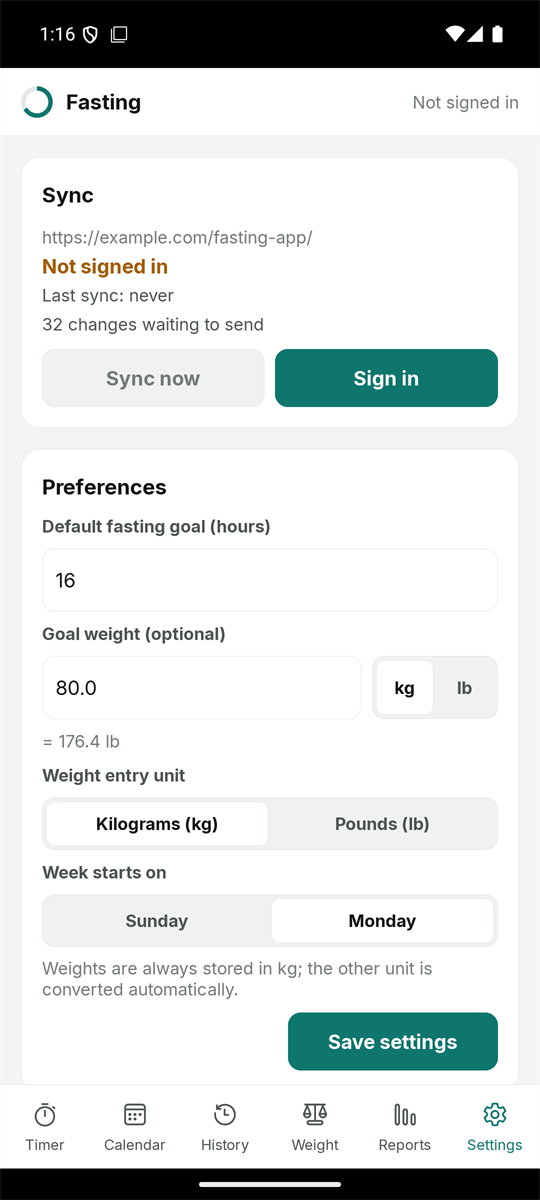 1:16
Fasting
Not signed in
Sync
https://example.com/fasting-app/
Not signed in
Last sync: never
32 changes waiting to send
Sync now
Sign in
Preferences
Default fasting goal (hours)
16
Goal weight (optional)
80.0
kg
lb
= 176.4 lb
Weight entry unit
Kilograms (kg)
Pounds (lb)
Week starts on
Sunday
Monday
Weights are always stored in kg; the other unit is
converted automatically.
Save settings
Timer
Calendar
History
Weight
Reports
Settings